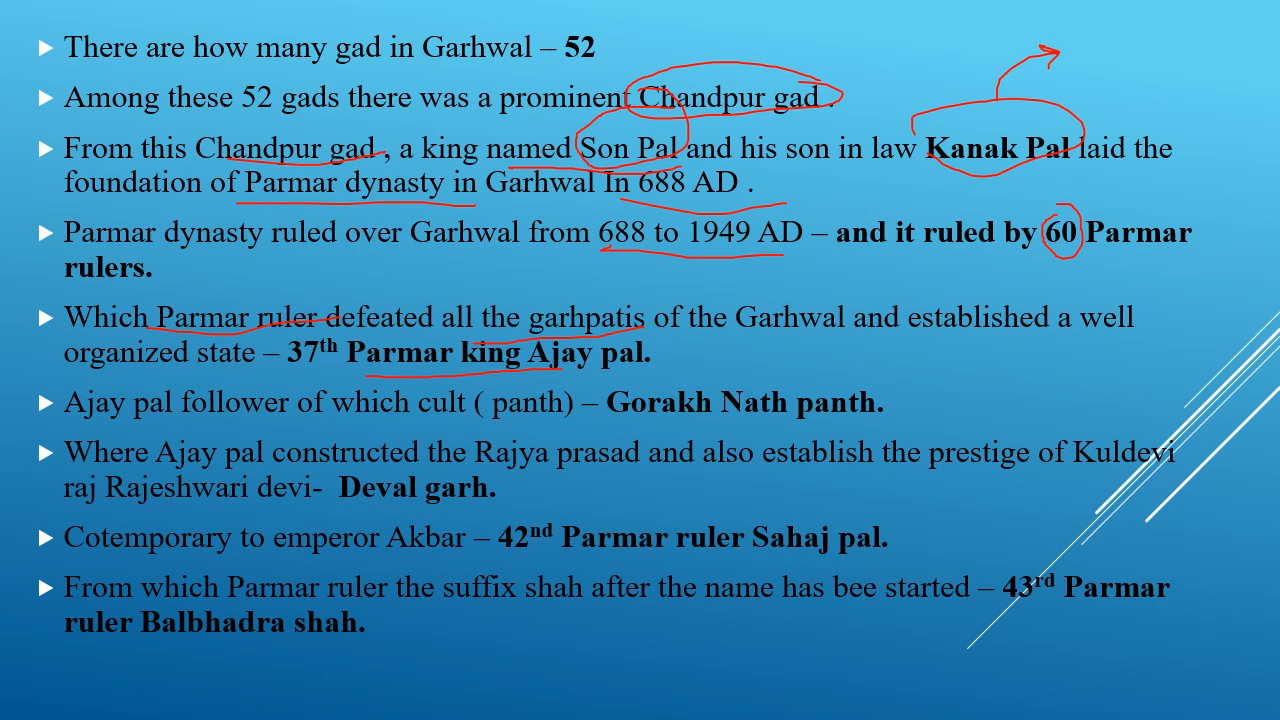 There are how many gad in Garhwal – 52
Among these 52 gads there was a prominent Chandpur gad .
From this Chandpur gad , a king named Son Pal and his son in law Kanak Pal laid the
foundation of Parmar dynasty in Garhwal In 688 AD .
Parmar dynasty ruled over Garhwal from 688 to 1949 AD – and it ruled by 60 Parmar
rulers.
Which Parmar ruler defeated all the garhpatis of the Garhwal and established a well
organized state – 37th Parmar king Ajay pal.
Ajay pal follower of which cult ( panth) – Gorakh Nath panth.
Where Ajay pal constructed the Rajya prasad and also establish the prestige of Kuldevi
raj Rajeshwari devi- Deval garh.
Cotemporary to emperor Akbar – 42nd Parmar ruler Sahaj pal.
From which Parmar ruler the suffix shah after the name has bee started – 43rd Parmar
ruler Balbhadra shah.